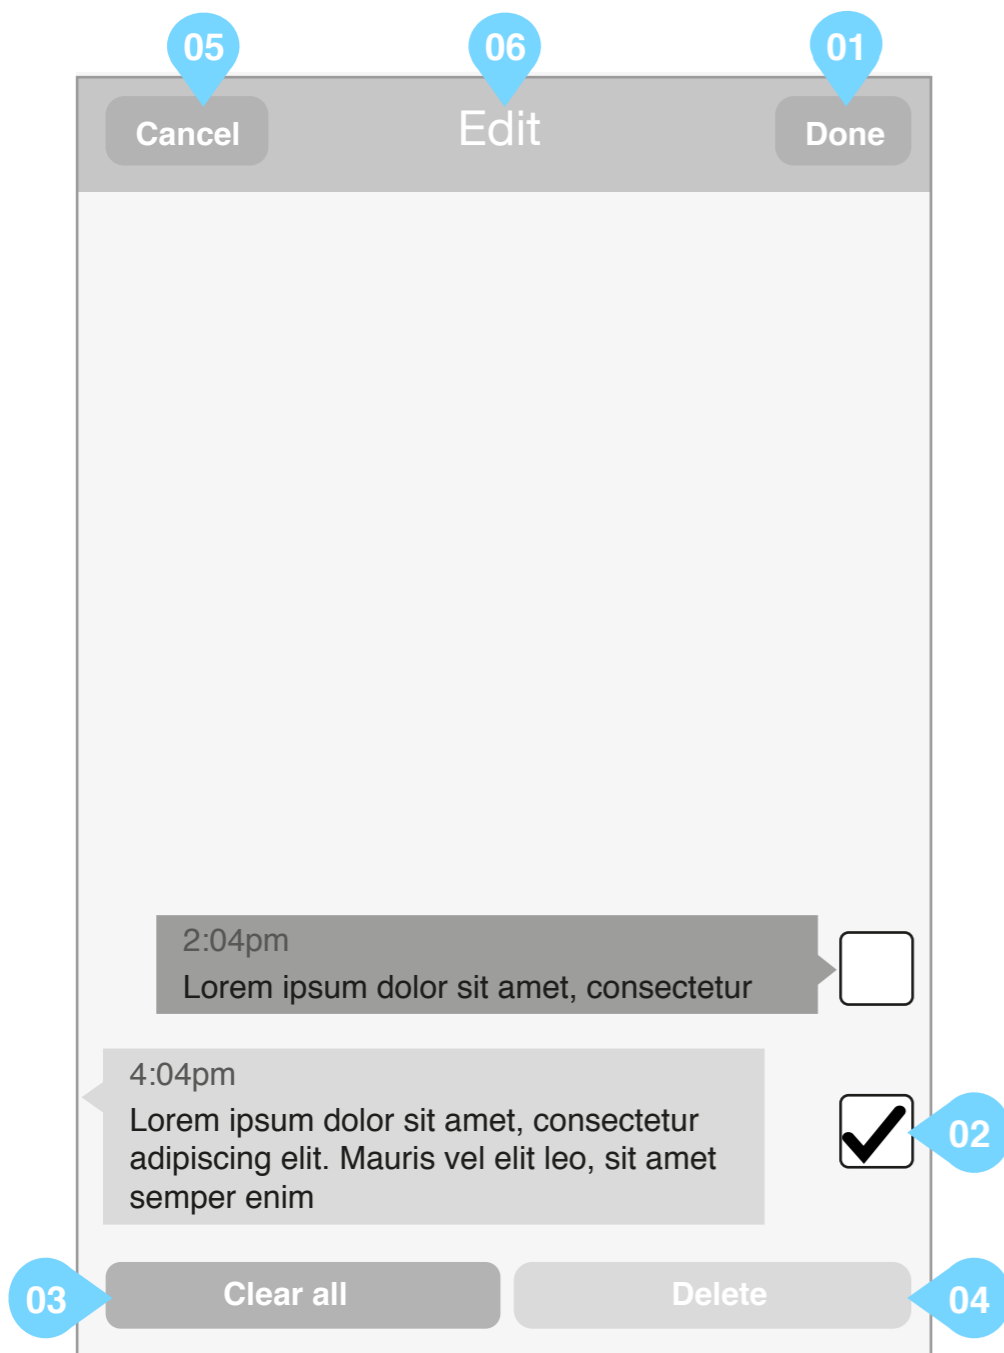 05 06 01
Cancel Edit Done
2:04pm
Lorem ipsum dolor sit amet, consectetur
4:04pm
Lorem ipsum dolor sit amet, consectetur
adipiscing elit. Mauris vel elit leo, sit amet
semper enim
02
03 Clear all Delete 04